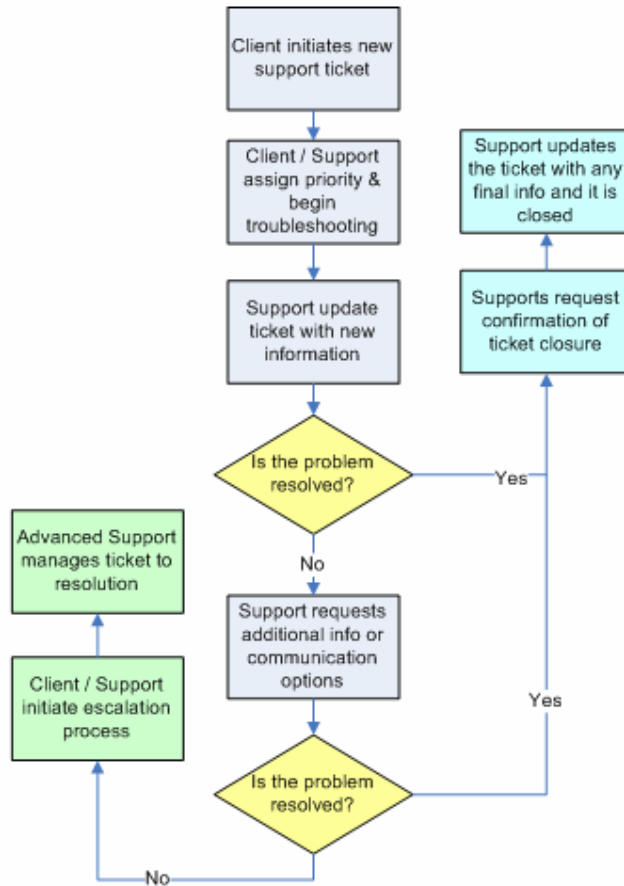 Client initiates new
support ticket
Client / Support
assign priority &
begin
troubleshooting
Support updates
the ticket with any
final info and it is
closed
Support update
ticket with new
information
Supports request
confirmation of
ticket closure
Is the problem
resolved?
Yes
No
Advanced Support
manages ticket to
resolution
Support requests
additional info or
communication
options
Client / Support
initiate escalation
process
Yes
Is the problem
resolved?
No